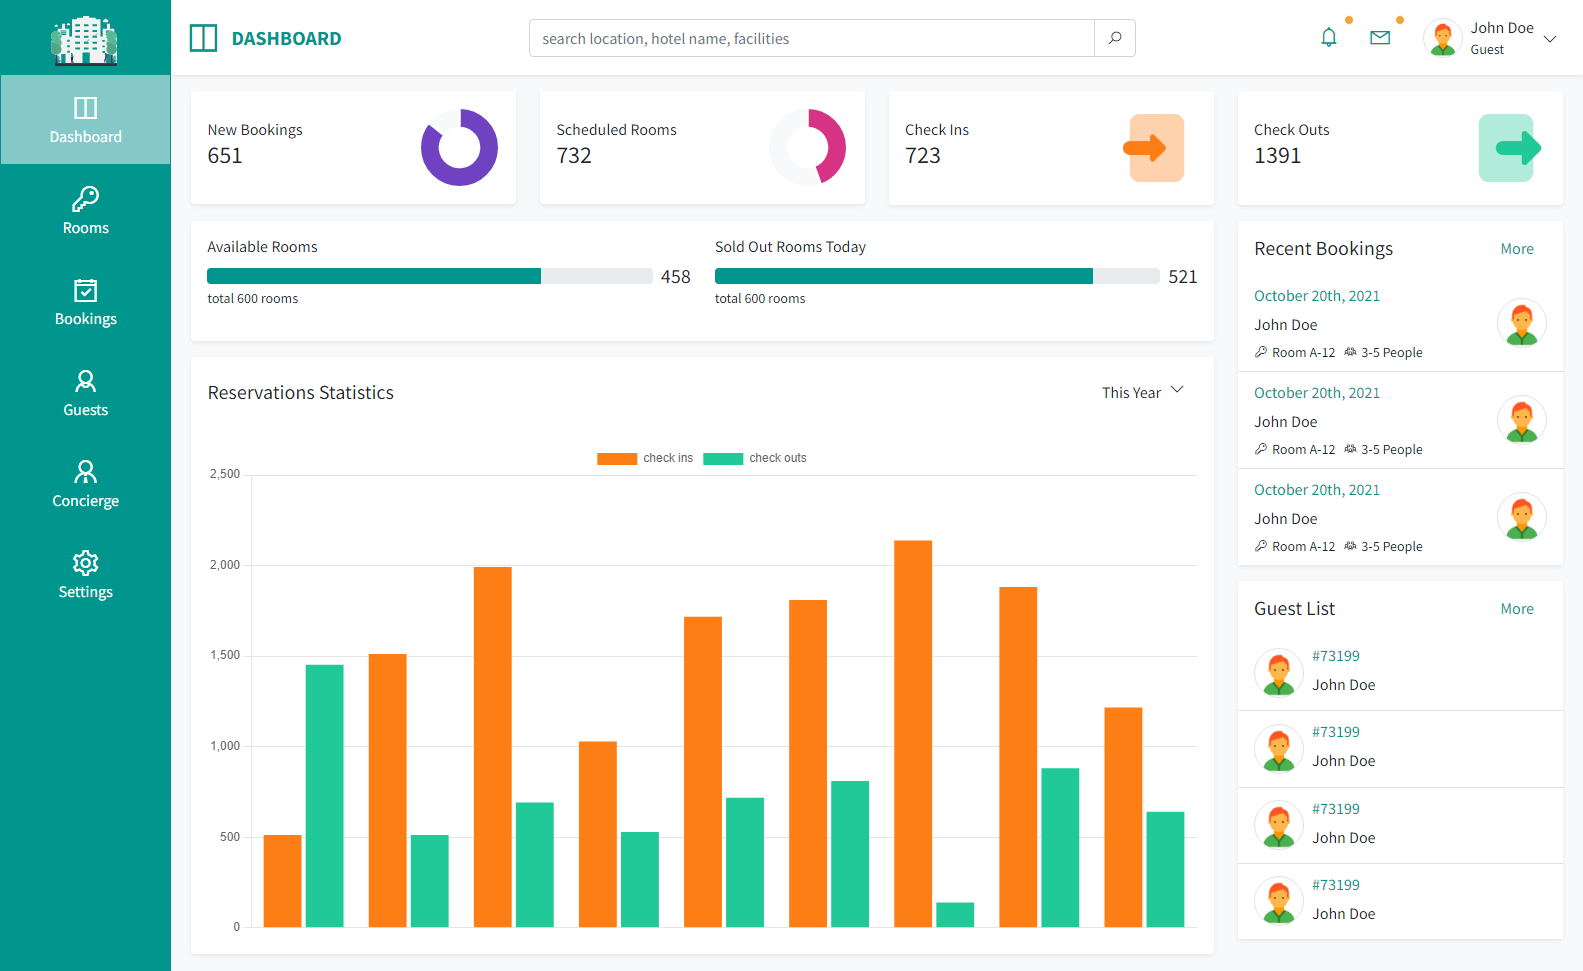 DASHBOARD
search location, hotel name, facilities
John Doe
Guest
Dashboard
Rooms
Bookings
Guests
Concierge
Settings
New Bookings
651
Scheduled Rooms
732
Check Ins
723
Check Outs
1391
Available Rooms
458
total 600 rooms
Sold Out Rooms Today
521
total 600 rooms
Reservations Statistics
This Year
check ins
check outs
2,500
2,000
1,500
1,000
500
0
Recent Bookings
More
October 20th, 2021
John Doe
Room A-12 3-5 People
October 20th, 2021
John Doe
Room A-12 3-5 People
October 20th, 2021
John Doe
Room A-12 3-5 People
Guest List
More
#73199
John Doe
#73199
John Doe
#73199
John Doe
#73199
John Doe